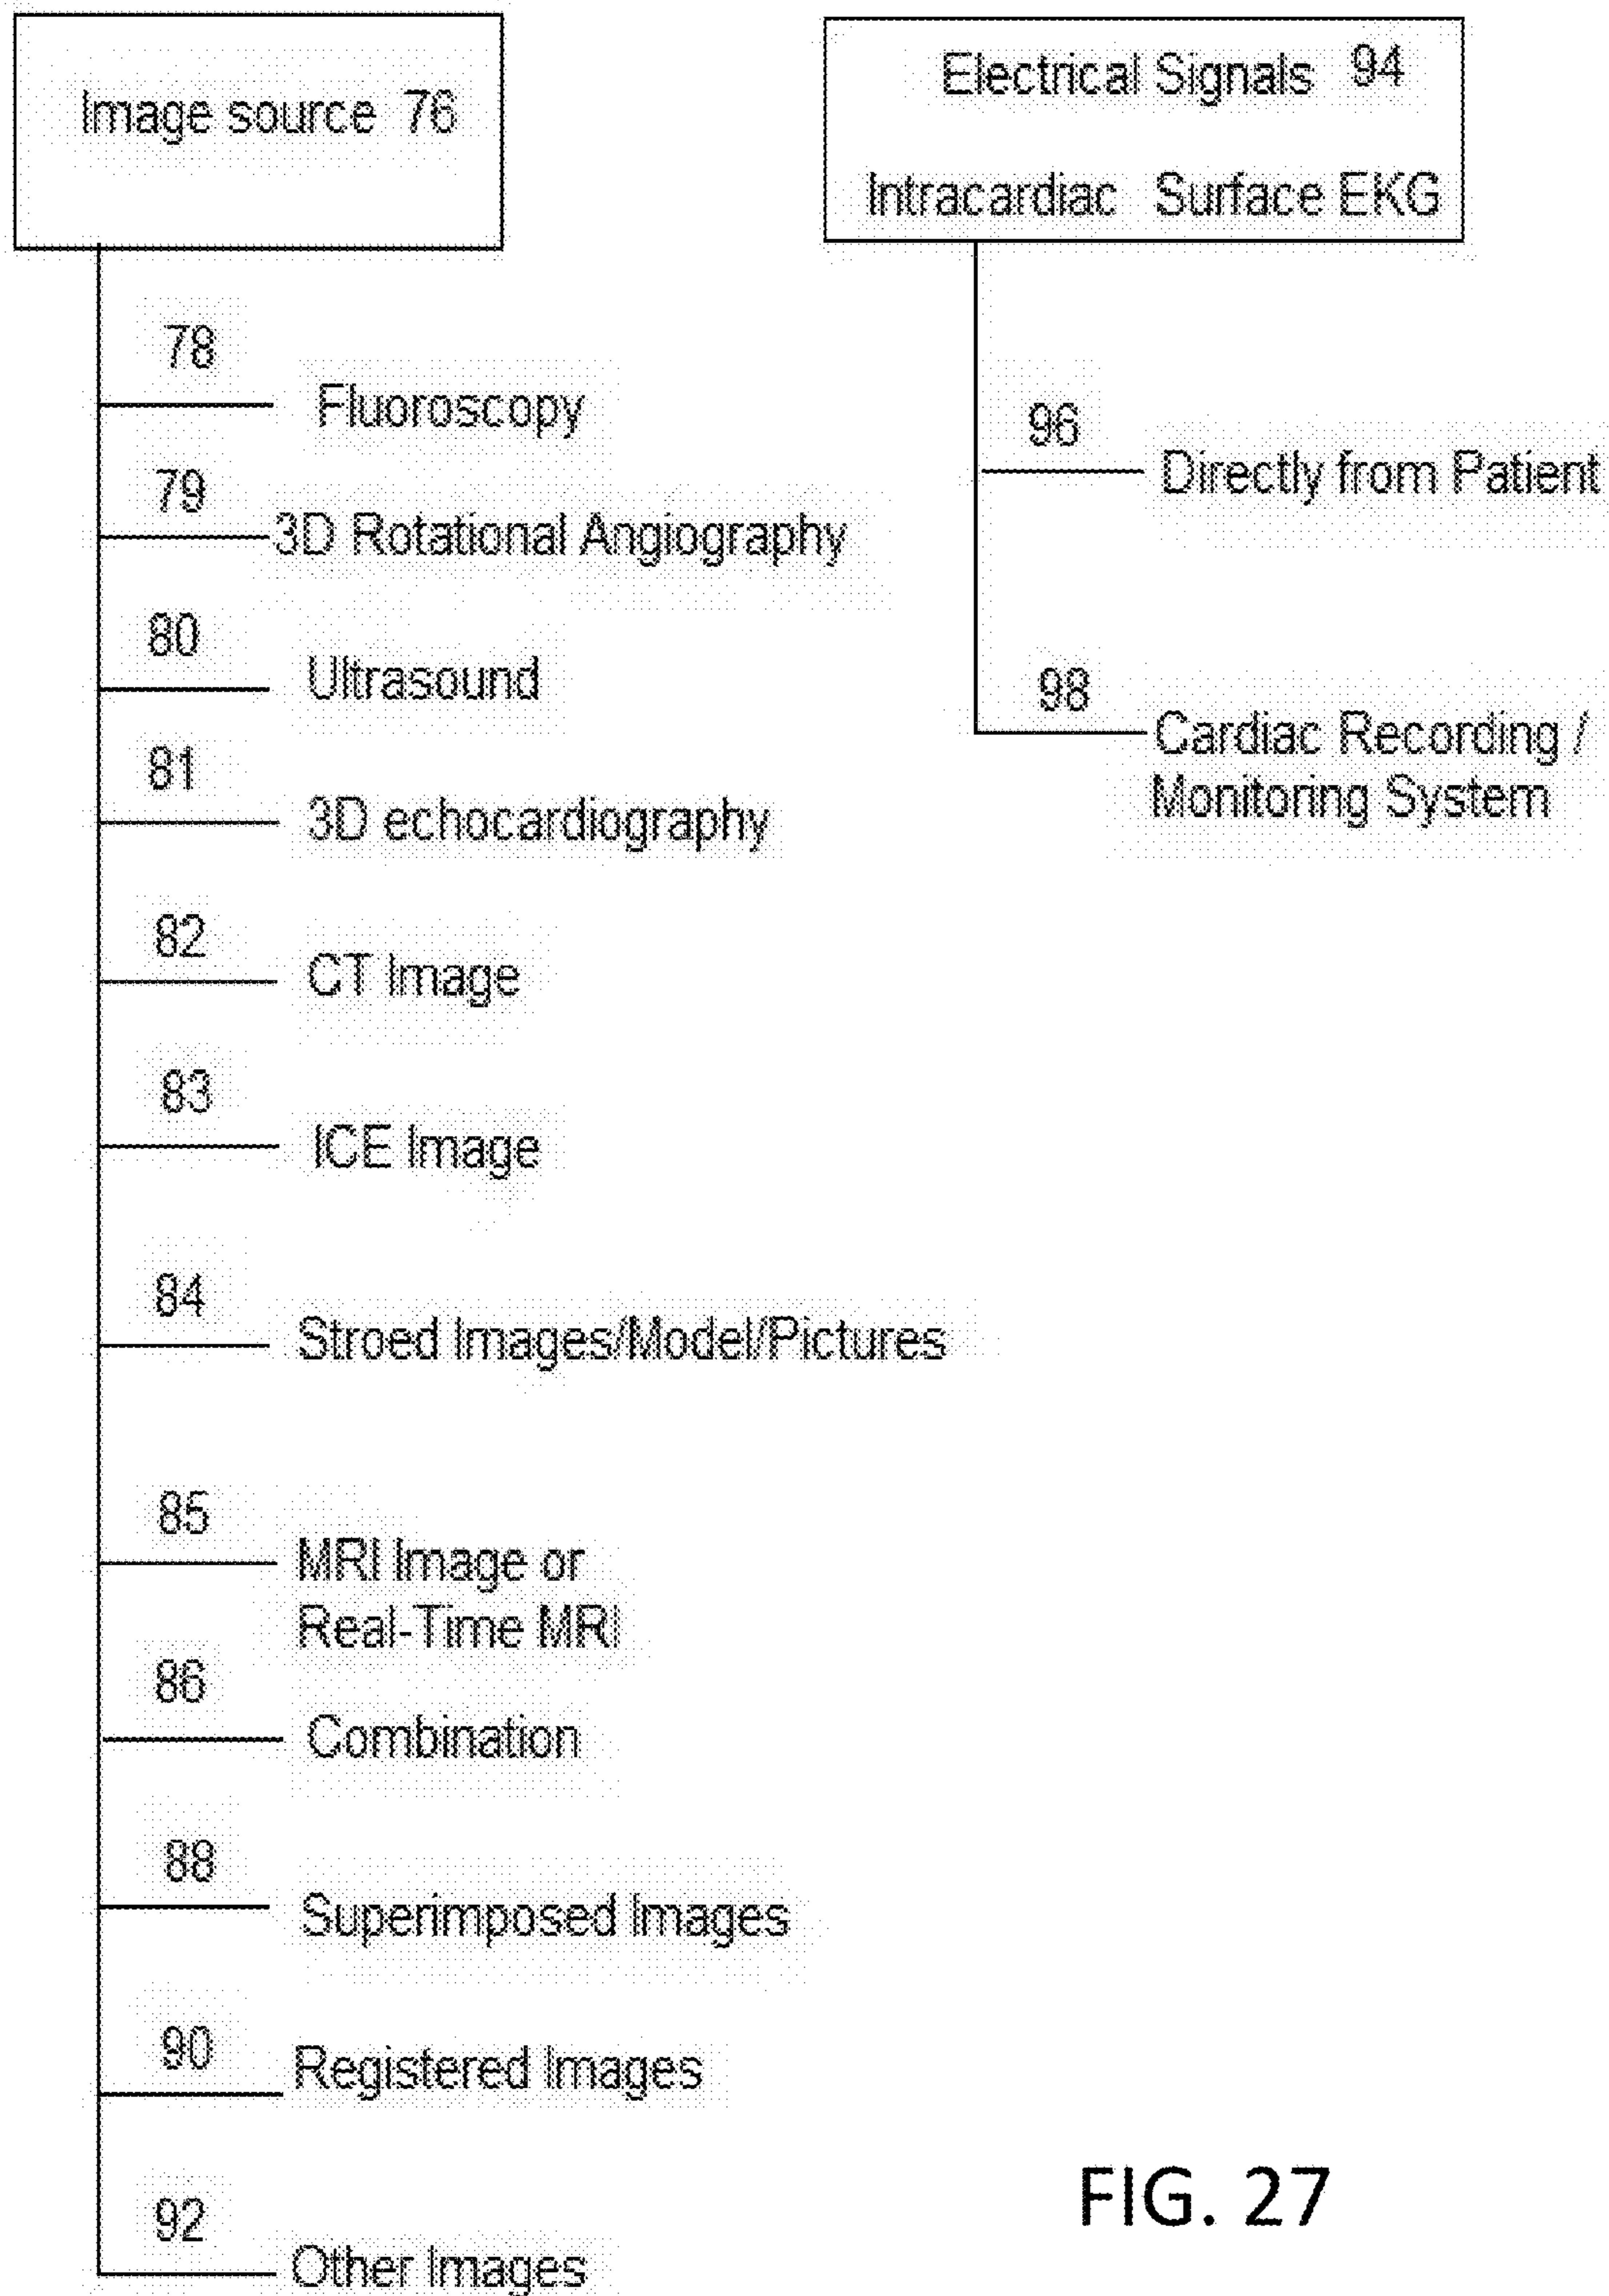 Image source 76
78
Fluoroscopy
79
3D Rotational Angiography
80
Ultrasound
81
3D echocardiography
82
CT Image
83
ICE Image
84
Stroed Images/Model/Pictures
85
MRI Image or
Real-Time MRI
86
Combination
88
Superimposed Images
90
Registered Images
92
Other Images
Electrical Signals 94
Intracardiac Surface EKG
96
Directly from Patient
98
Cardiac Recording /
Monitoring System
FIG. 27